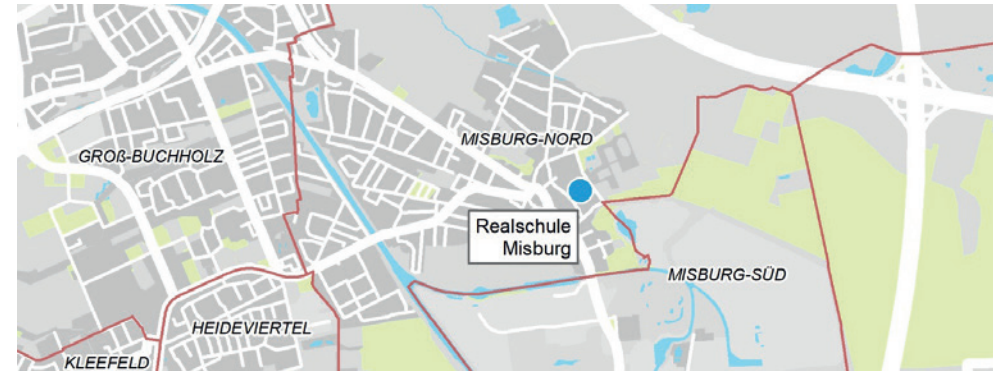 MISBURG-NORD
GROß-BUCHHOLZ
Realschule
Misburg
MISBURG-SÜD
HEIDEVIERTEL
KLEEFELD